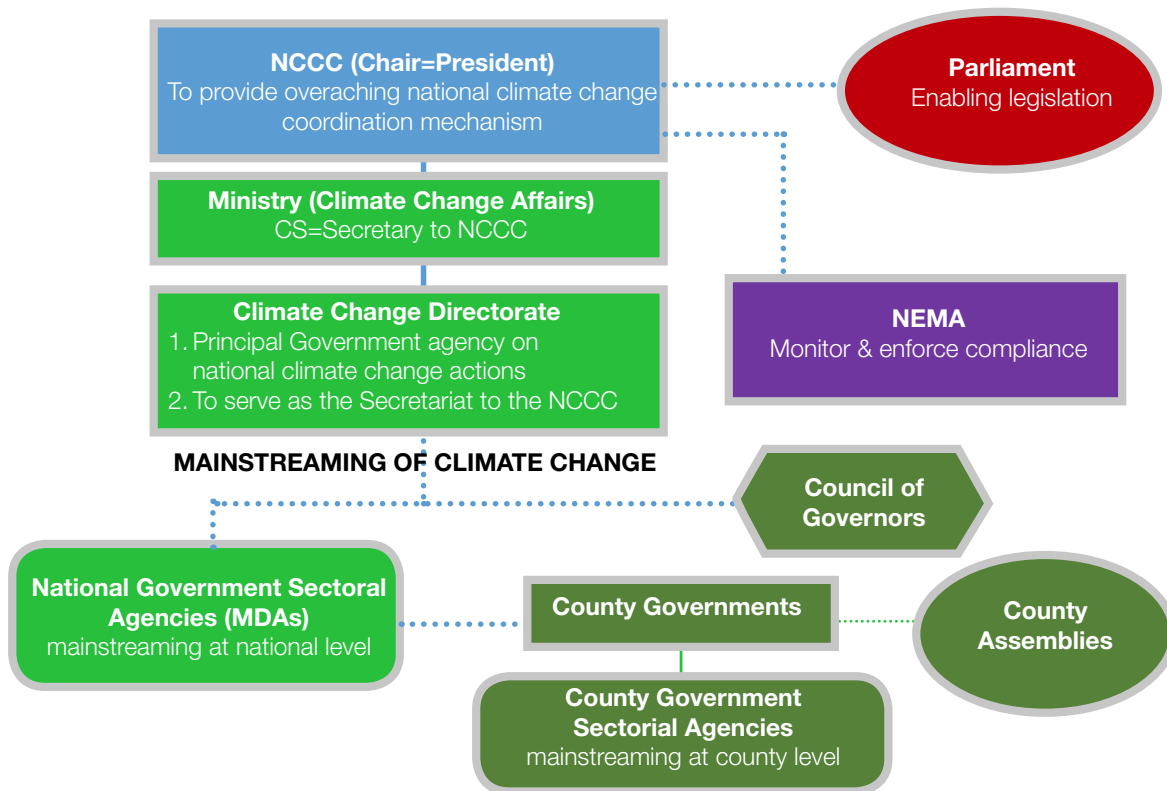 NCCC (Chair=President)
To provide overaching national climate change
coordination mechanism
Parliament
Enabling legislation
Ministry (Climate Change Affairs)
CS=Secretary to NCCC
Climate Change Directorate
1. Principal Government agency on
national climate change actions
2. To serve as the Secretariat to the NCCC
NEMA
Monitor & enforce compliance
MAINSTREAMING OF CLIMATE CHANGE
Council of
Governors
National Government Sectoral
Agencies (MDAs)
mainstreaming at national level
County Governments
County
Assemblies
County Government
Sectorial Agencies
mainstreaming at county level